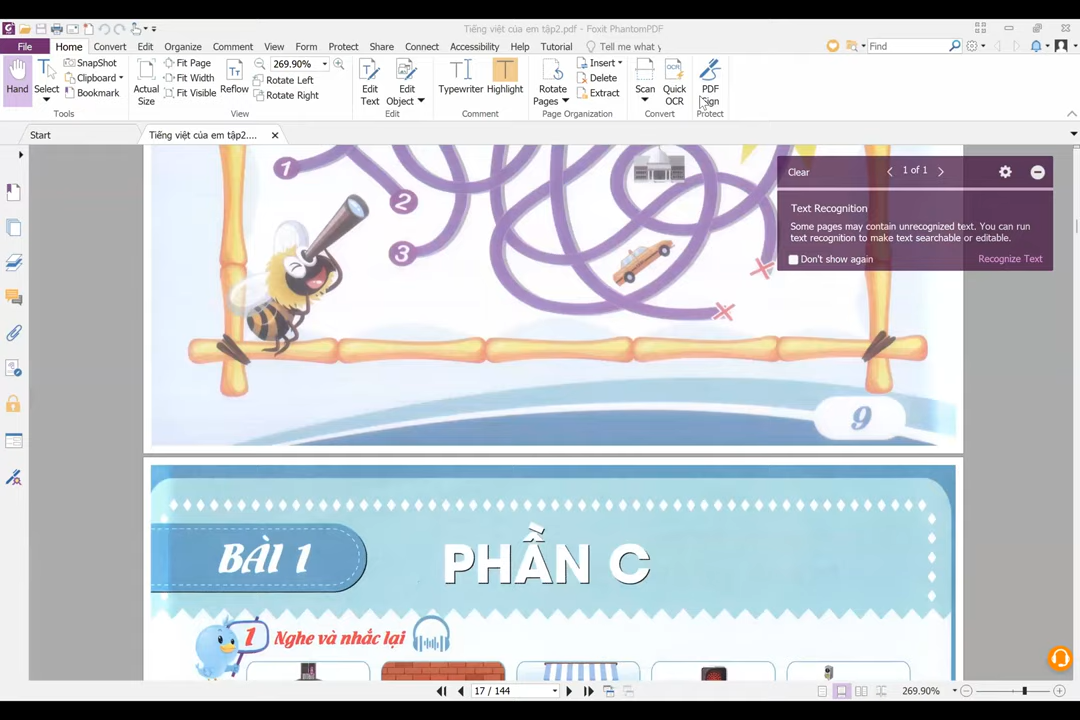 Tiếng việt của em tập2.pdf - Foxit PhantomPDF
File Home Convert Edit Organize Comment View Form Protect Share Connect Accessibility Help Tutorial Tell me what y Find
Hand
Select
SnapShot
Clipboard
Bookmark
Tools
Actual Size
Fit Page
Fit Width
Fit Visible
Reflow
269.90%
Rotate Left
Rotate Right
View
Edit Text
Edit Object
Edit
Typewriter
Highlight
Comment
Rotate Pages
Insert
Delete
Extract
Page Organization
Scan
Quick OCR
Convert
PDF Sign
Protect
Start
Tiếng việt của em tập2....
Clear
1 of 1
Text Recognition
Some pages may contain unrecognized text. You can run
text recognition to make text searchable or editable.
Don't show again
Recognize Text
1
2
3
9
BÀI 1
PHẦN C
1 Nghe và nhắc lại
17 / 144
269.90%